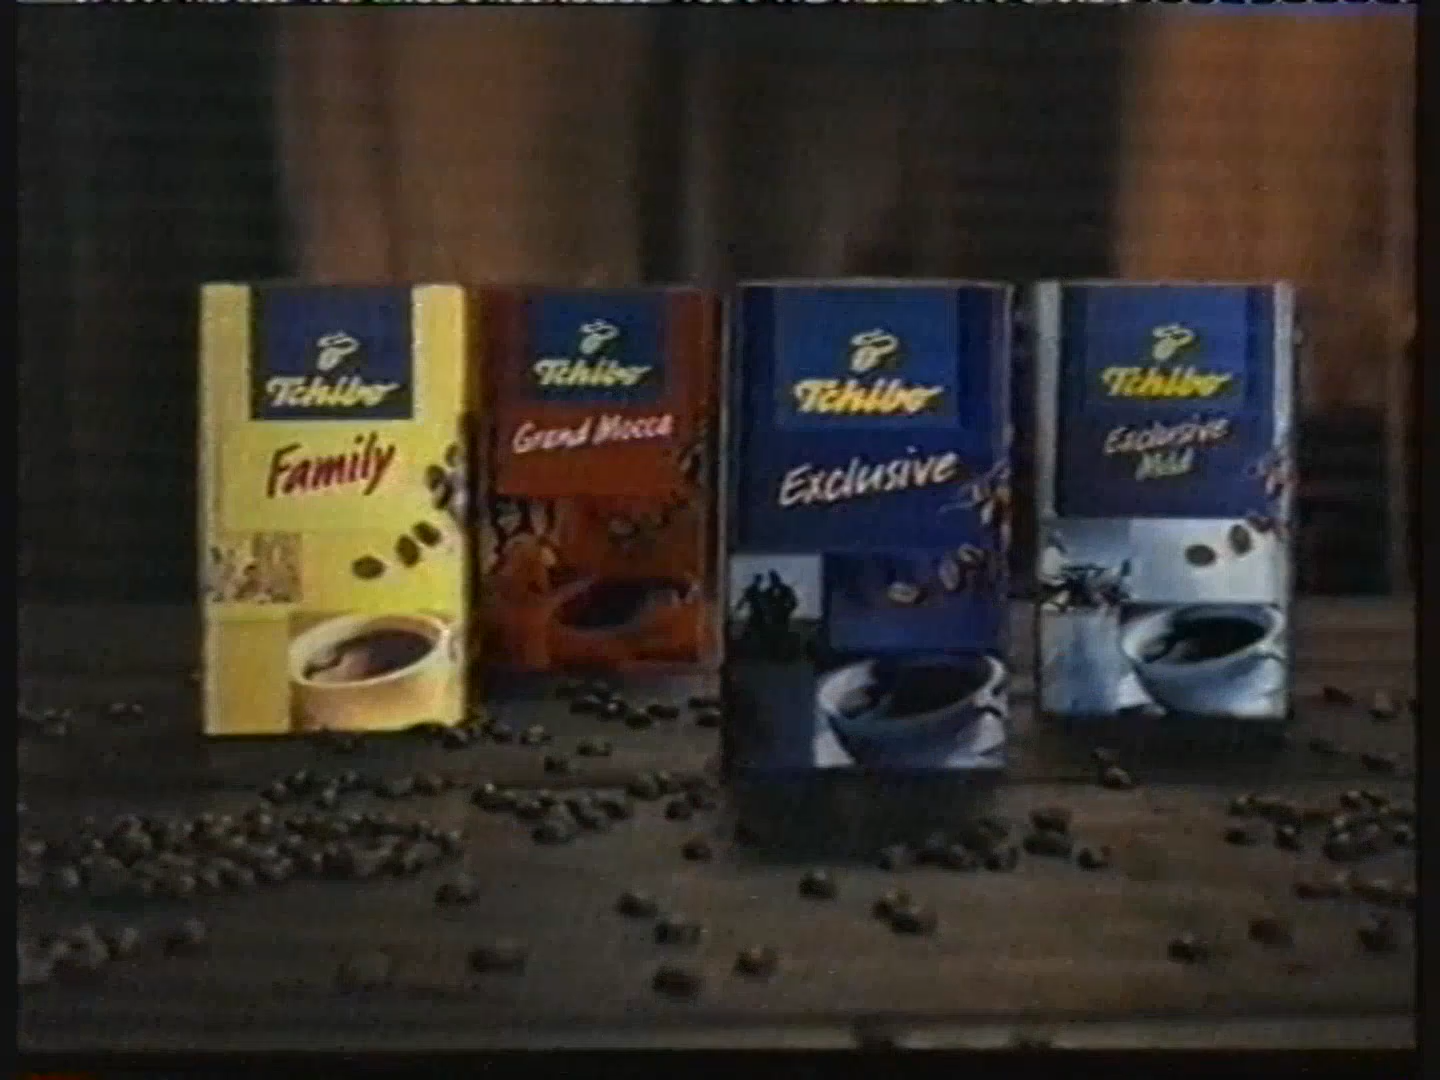 Tchibo
Family
Tchibo
Grand Mocca
Tchibo
Exclusive
Tchibo
Exclusive
Mild